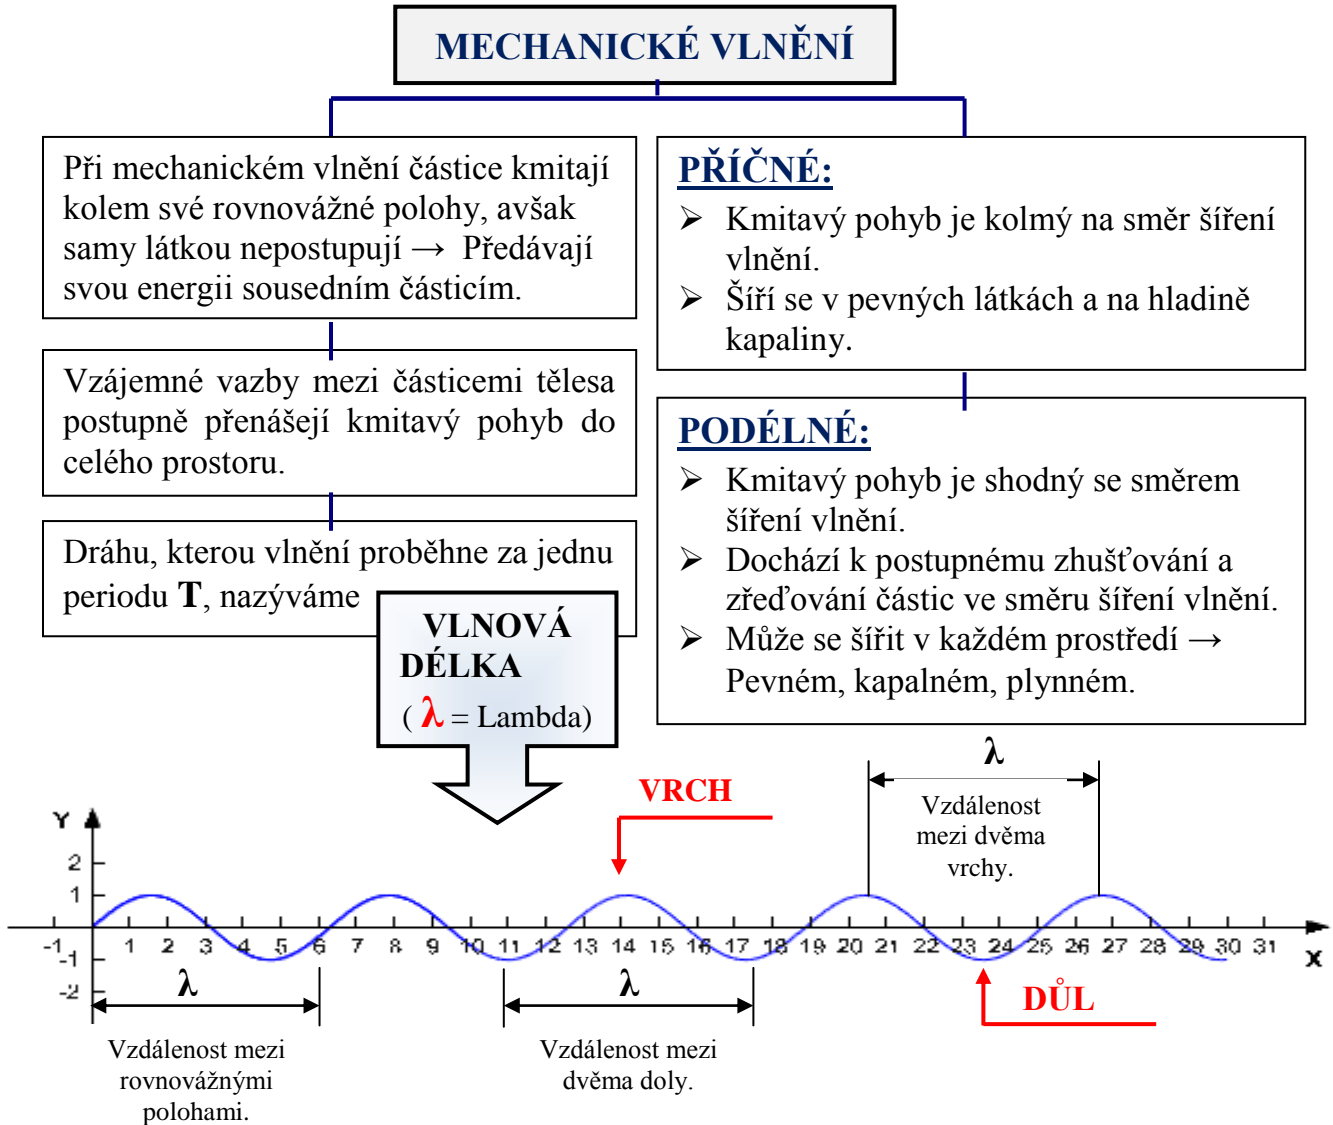 MECHANICKÉ VLNĚNÍ
Při mechanickém vlnění částice kmitají
kolem své rovnovážné polohy, avšak
samy látkou nepostupují → Předávají
svou energii sousedním částicím.
Vzájemné vazby mezi částicemi tělesa
postupně přenášejí kmitavý pohyb do
celého prostoru.
Dráhu, kterou vlnění proběhne za jednu
periodu T, nazýváme
VLNOVÁ
DÉLKA
( λ = Lambda)
PŘÍČNÉ:
➢ Kmitavý pohyb je kolmý na směr šíření
vlnění.
➢ Šíří se v pevných látkách a na hladině
kapaliny.
PODÉLNÉ:
➢ Kmitavý pohyb je shodný se směrem
šíření vlnění.
➢ Dochází k postupnému zhušťování a
zřeďování částic ve směru šíření vlnění.
➢ Může se šířit v každém prostředí →
Pevném, kapalném, plynném.
λ
VRCH
Vzdálenost
mezi dvěma
vrchy.
Y
2
1
-1 1 2 3 4 5 6 7 8 9 10 11 12 13 14 15 16 17 18 19 20 21 22 23 24 25 26 27 28 29 30 31
X
-1
-2
λ
λ
DŮL
Vzdálenost mezi
rovnovážnými
polohami.
Vzdálenost mezi
dvěma doly.